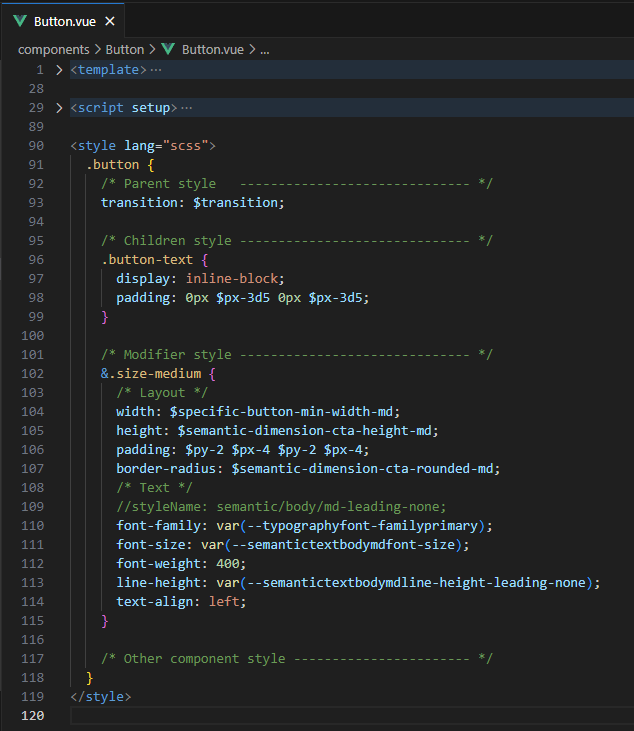 Button.vue ×
components > Button > Button.vue > ...
1 > <template> ···
28
29 > <script setup> ···
89
90 <style lang="scss">
91 .button {
92 /* Parent style   ------------------------------ */
93 transition: $transition;
94
95 /* Children style ------------------------------ */
96 .button-text {
97 display: inline-block;
98 padding: 0px $px-3d5 0px $px-3d5;
99 }
100
101 /* Modifier style ------------------------------ */
102 &.size-medium {
103 /* Layout */
104 width: $specific-button-min-width-md;
105 height: $semantic-dimension-cta-height-md;
106 padding: $py-2 $px-4 $py-2 $px-4;
107 border-radius: $semantic-dimension-cta-rounded-md;
108 /* Text */
109 //styleName: semantic/body/md-leading-none;
110 font-family: var(--typographyfont-familyprimary);
111 font-size: var(--semantictextbodymdfont-size);
112 font-weight: 400;
113 line-height: var(--semantictextbodymdline-height-leading-none);
114 text-align: left;
115 }
116
117 /* Other component style ----------------------- */
118 }
119 </style>
120